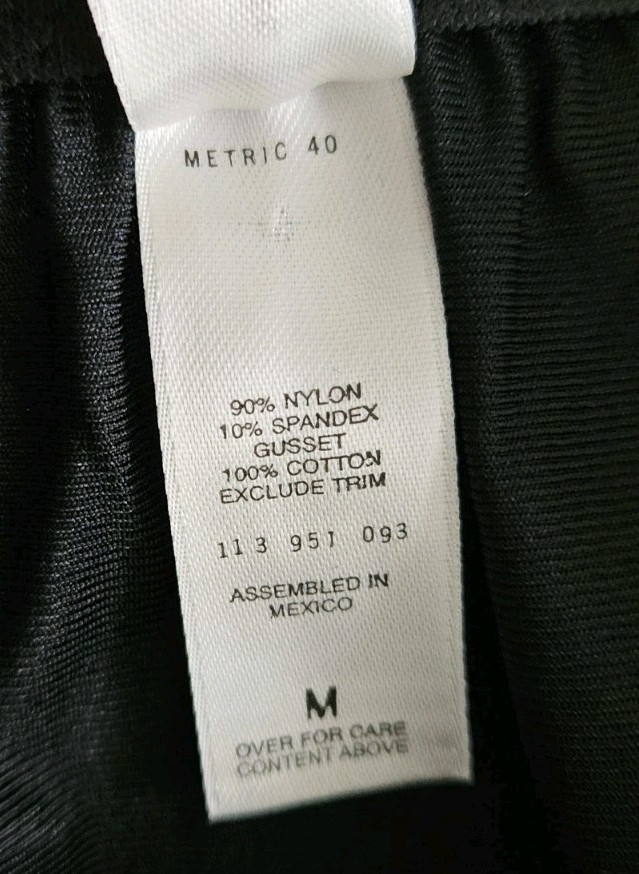 METRIC 40
90% NYLON
10% SPANDEX
GUSSET
100% COTTON
EXCLUDE TRIM
113 951 093
ASSEMBLED IN
MEXICO
M
OVER FOR CARE
CONTENT ABOVE